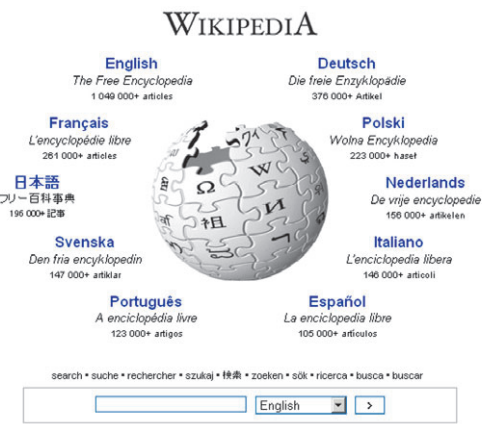 WIKIPEDIA
English
The Free Encyclopedia
1 049 000+ articles
Deutsch
Die freie Enzyklopädie
376 000+ Artikel
Français
L'encyclopédie libre
261 000+ articles
Polski
Wolna Encyklopedia
223 000+ haseł
日本語
フリー百科事典
196 000+ 記事
Nederlands
De vrije encyclopedie
156 000+ artikelen
Svenska
Den fria encyklopedin
147 000+ artiklar
Italiano
L'enciclopedia libera
146 000+ articoli
Português
A enciclopédia livre
123 000+ artigos
Español
La enciclopedia libre
105 000+ artículos
Ω
W
И
祖
search • suche • rechercher • szukaj • 検索 • zoeken • sök • ricerca • busca • buscar
English
>